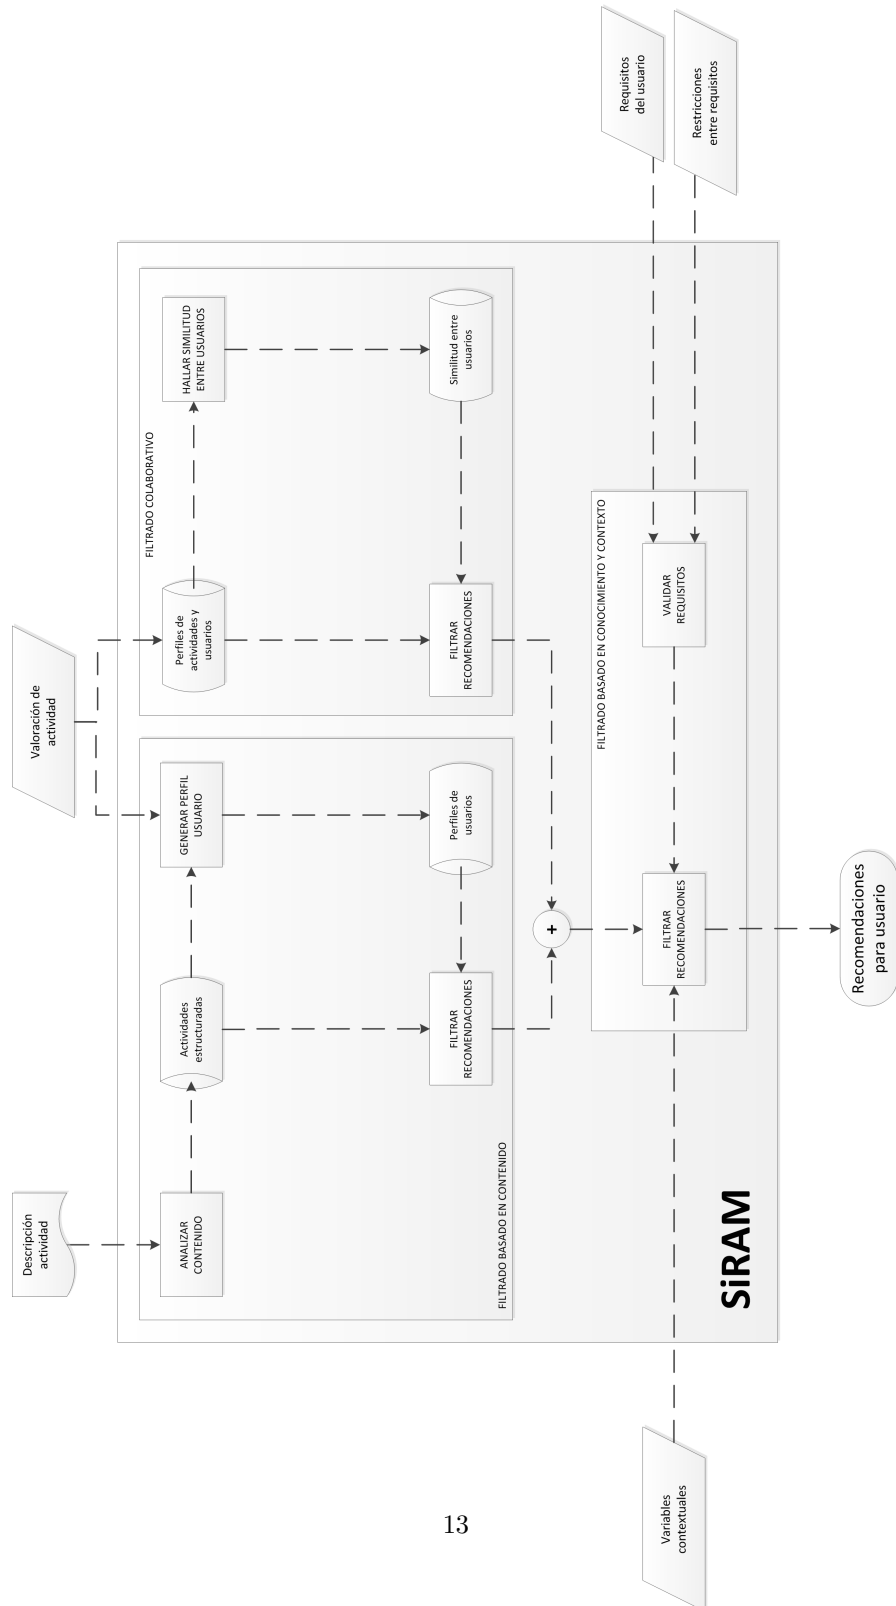 Descripción
actividad
Valoración de
actividad
ANALIZAR
CONTENIDO
Actividades
estructuradas
GENERAR PERFIL
USUARIO
FILTRAR
RECOMENDACIONES
Perfiles de
usuarios
FILTRADO BASADO EN CONTENIDO
FILTRADO COLABORATIVO
Perfiles de
actividades y
usuarios
HALLAR SIMILITUD
ENTRE USUARIOS
FILTRAR
RECOMENDACIONES
Similitud entre
usuarios
+
FILTRADO BASADO EN CONOCIMIENTO Y CONTEXTO
FILTRAR
RECOMENDACIONES
VALIDAR
REQUISITOS
Requisitos
del usuario
Restricciones
entre requisitos
SiRAM
Variables
contextuales
Recomendaciones
para usuario
13